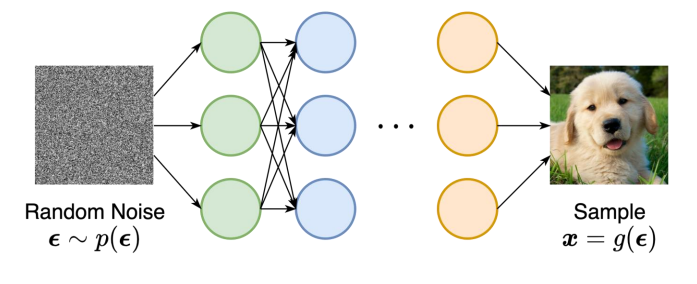 Random Noise
ϵ ∼ p(ϵ)
. . .
Sample
x = g(ϵ)